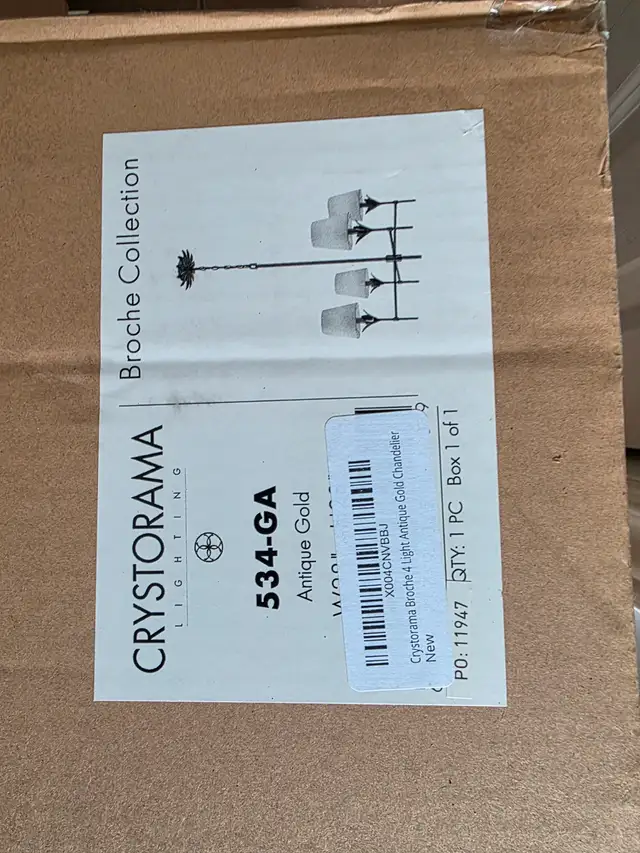 CRYSTORAMA
LIGHTING
Broche Collection
534-GA
Antique Gold
X004CNVBBJ
Crystorama Broche 4 Light Antique Gold Chandelier
New
PO: 11947 QTY: 1 PC Box 1 of 1